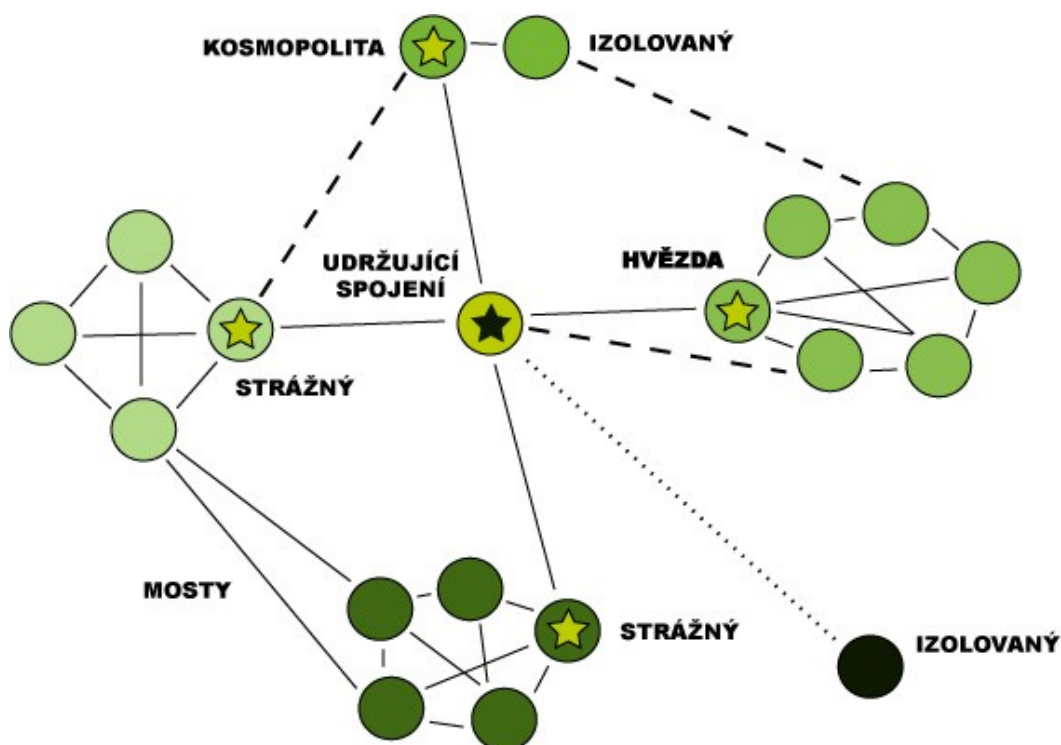 KOSMOPOLITA
IZOLOVANÝ
UDRŽUJÍCÍ
SPOJENÍ
HVĚZDA
STRÁŽNÝ
MOSTY
STRÁŽNÝ
IZOLOVANÝ